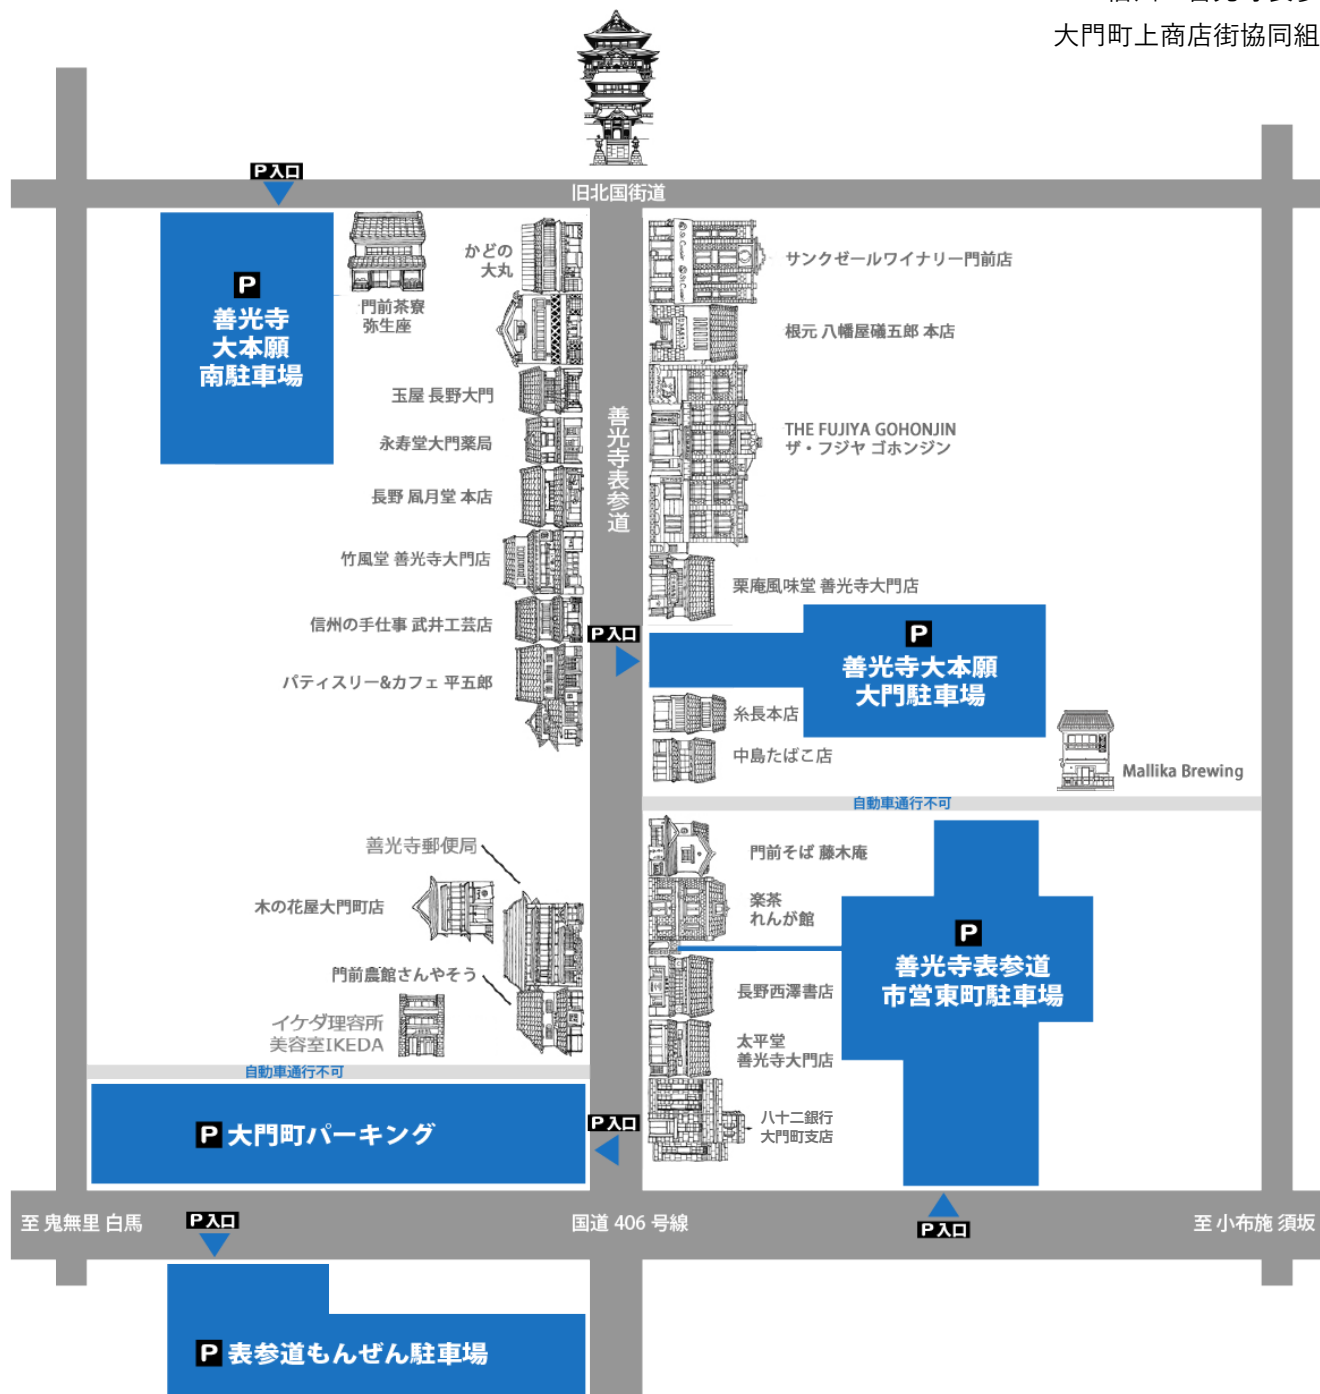 大門町上商店街協同組
P入口
旧北国街道
P
善光寺
大本願
南駐車場
門前茶寮
弥生座
かどの
大丸
サンクゼールワイナリー門前店
根元 八幡屋礒五郎 本店
玉屋 長野大門
永寿堂大門薬局
長野 凮月堂 本店
善光寺表参道
THE FUJIYA GOHONJIN
ザ・フジヤ ゴホンジン
竹風堂 善光寺大門店
栗庵風味堂 善光寺大門店
信州の手仕事 武井工芸店
P入口
P
善光寺大本願
大門駐車場
パティスリー&カフェ 平五郎
糸長本店
中島たばこ店
Mallika Brewing
自動車通行不可
善光寺郵便局
門前そば 藤木庵
木の花屋大門町店
楽茶
れんが館
P
善光寺表参道
市営東町駐車場
門前農館さんやそう
長野西澤書店
イケダ理容所
美容室IKEDA
太平堂
善光寺大門店
自動車通行不可
P 大門町パーキング
P入口
八十二銀行
大門町支店
至 鬼無里 白馬
P入口
国道 406 号線
P入口
至 小布施 須坂
P 表参道もんぜん駐車場